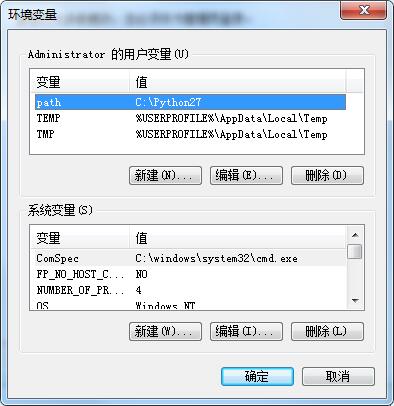 环境变量
Administrator 的用户变量(U)
变量 值
path C:\Python27
TEMP %USERPROFILE%\AppData\Local\Temp
TMP %USERPROFILE%\AppData\Local\Temp
新建(N)... 编辑(E)... 删除(D)
系统变量(S)
变量 值
ComSpec C:\windows\system32\cmd.exe
FP_NO_HOST_C... NO
NUMBER_OF_PR... 4
OS Windows_NT
新建(W)... 编辑(I)... 删除(L)
确定 取消